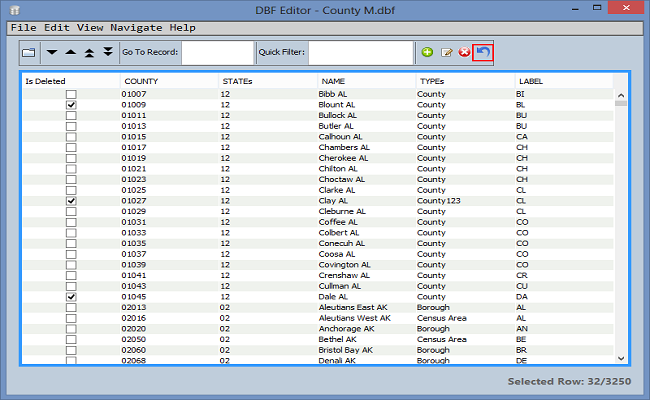 DBF Editor - County M.dbf
File Edit View Navigate Help
Go To Record: Quick Filter:
Is Deleted COUNTY STATEs NAME TYPEs LABEL
01007 12 Bibb AL County BI
01009 12 Blount AL County BL
01011 12 Bullock AL County BU
01013 12 Butler AL County BU
01015 12 Calhoun AL County CA
01017 12 Chambers AL County CH
01019 12 Cherokee AL County CH
01021 12 Chilton AL County CH
01023 12 Choctaw AL County CH
01025 12 Clarke AL County CL
01027 12 Clay AL County123 CL
01029 12 Cleburne AL County CL
01031 12 Coffee AL County CO
01033 12 Colbert AL County CO
01035 12 Conecuh AL County CO
01037 12 Coosa AL County CO
01039 12 Covington AL County CO
01041 12 Crenshaw AL County CR
01043 12 Cullman AL County CU
01045 12 Dale AL County DA
02013 02 Aleutians East AK Borough AL
02016 02 Aleutians West AK Census Area AL
02020 02 Anchorage AK Borough AN
02050 02 Bethel AK Census Area BE
02060 02 Bristol Bay AK Borough BR
02068 02 Denali AK Borough DE
Selected Row: 32/3250